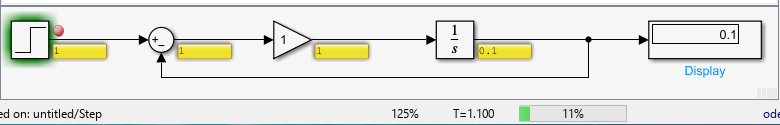 +
-
1
1
1
1
1
s
0.1
0.1
Display
ed on: untitled/Step
125%
T=1.100
11%
ode